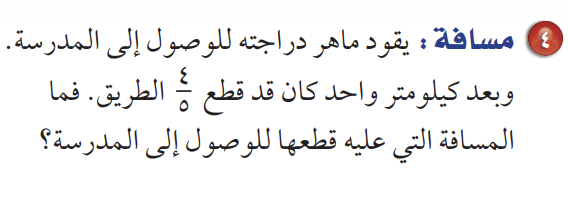 ٤ مسافة: يقود ماهر دراجته للوصول إلى المدرسة.
وبعد كيلومتر واحد كان قد قطع ٤/٥ الطريق. فما
المسافة التي عليه قطعها للوصول إلى المدرسة؟